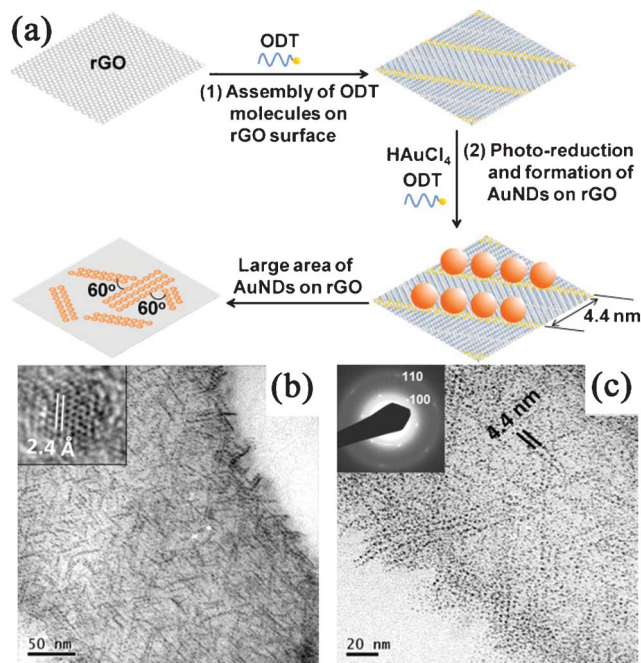 (a)
rGO
ODT
(1) Assembly of ODT
molecules on
rGO surface
HAuCl₄
ODT
(2) Photo-reduction
and formation of
AuNDs on rGO
4.4 nm
Large area of
AuNDs on rGO
60°
60°
(b)
2.4 Å
50 nm
(c)
110
100
4.4 nm
20 nm